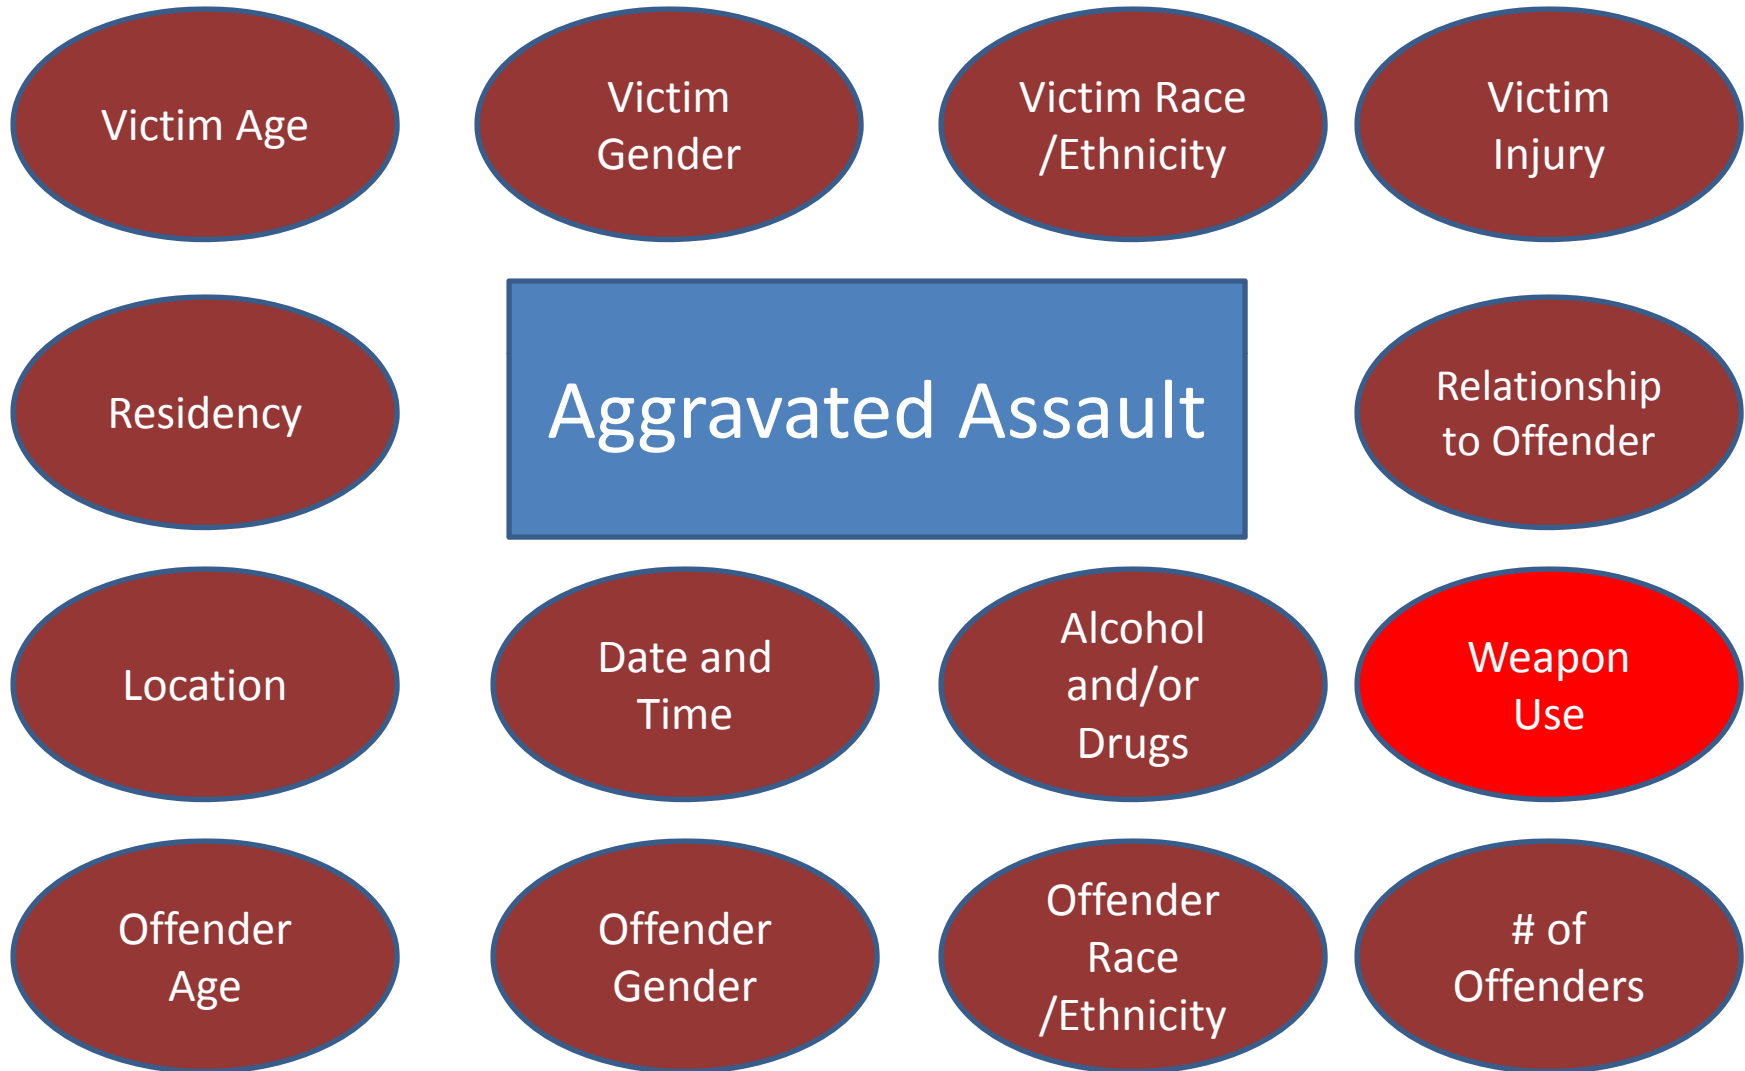 Victim Age
Victim
Gender
Victim Race
/Ethnicity
Victim
Injury
Residency
Aggravated Assault
Relationship
to Offender
Location
Date and
Time
Alcohol
and/or
Drugs
Weapon
Use
Offender
Age
Offender
Gender
Offender
Race
/Ethnicity
# of
Offenders